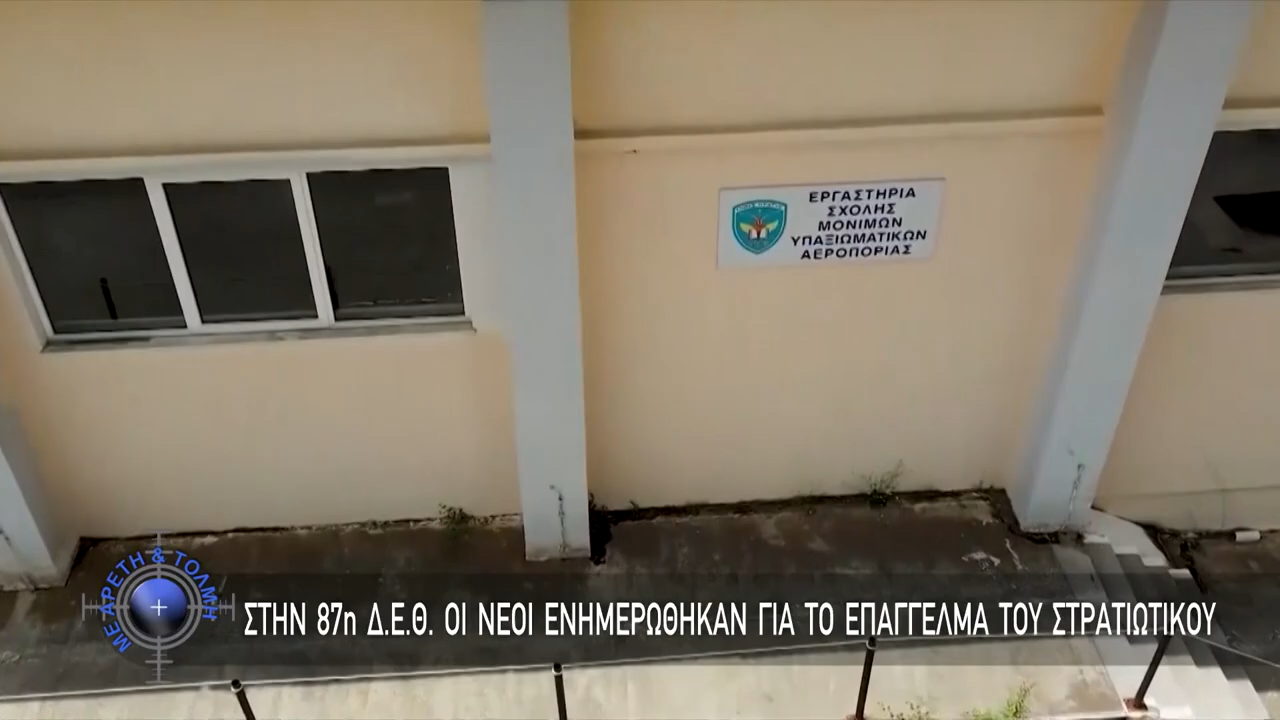 ΕΡΓΑΣΤΗΡΙΑ
ΣΧΟΛΗΣ
ΜΟΝΙΜΩΝ
ΥΠΑΞΙΩΜΑΤΙΚΩΝ
ΑΕΡΟΠΟΡΙΑΣ
ΜΕ ΑΡΕΤΗ & ΤΟΛΜΗ
ΣΤΗΝ 87η Δ.Ε.Θ. ΟΙ ΝΕΟΙ ΕΝΗΜΕΡΩΘΗΚΑΝ ΓΙΑ ΤΟ ΕΠΑΓΓΕΛΜΑ ΤΟΥ ΣΤΡΑΤΙΩΤΙΚΟΥ